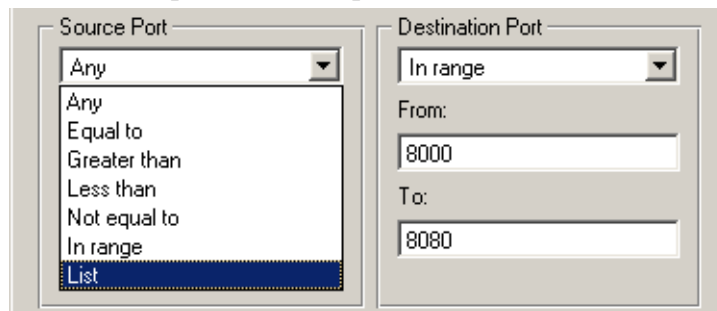 Source Port
Any
Any
Equal to
Greater than
Less than
Not equal to
In range
List
Destination Port
In range
From:
8000
To:
8080